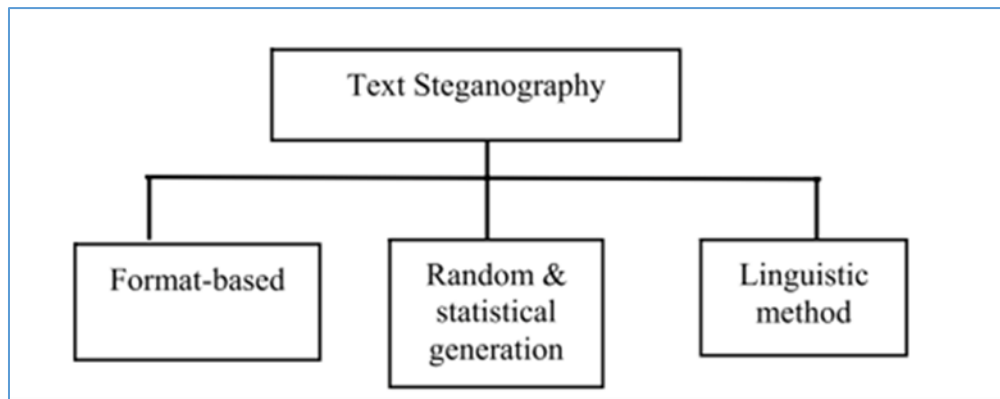 Text Steganography
Format-based
Random &
statistical
generation
Linguistic
method